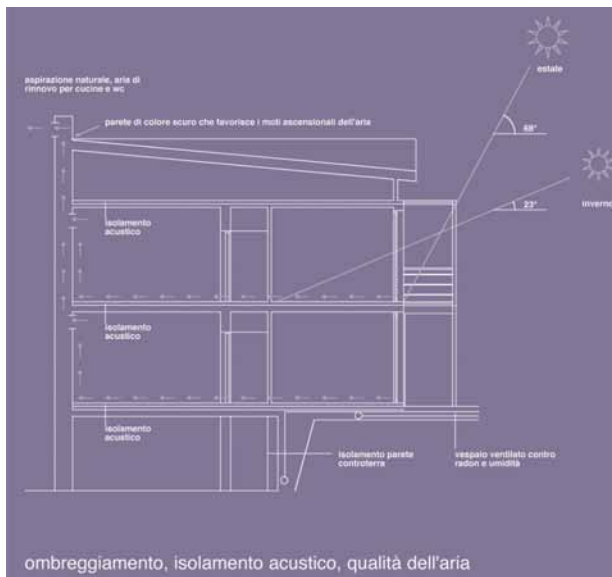 estate
aspirazione naturale, aria di
rinnovo per cucine e wc
parete di colore scuro che favorisce i moti ascensionali dell'aria
68°
23°
inverno
isolamento
acustico
isolamento
acustico
isolamento
acustico
isolamento parete
controterra
vespaio ventilato contro
radon e umidità
ombreggiamento, isolamento acustico, qualità dell'aria